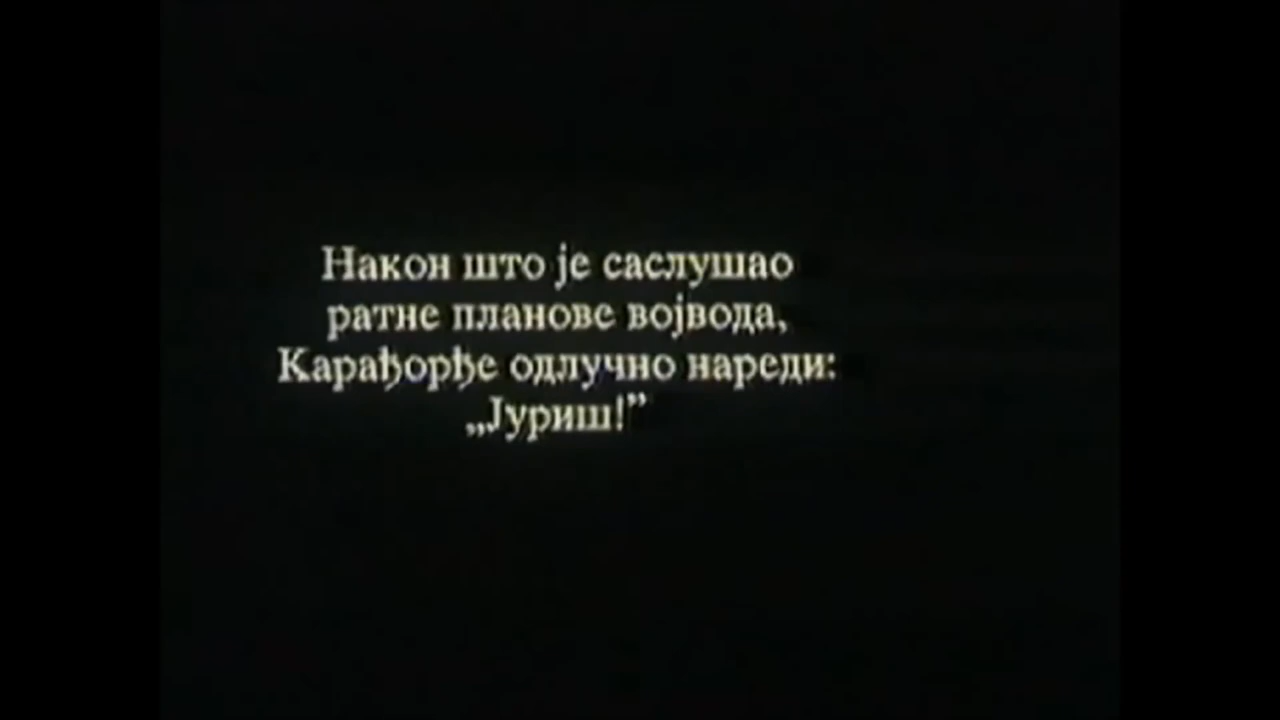 Након што је саслушао
ратне планове војвода,
Карађорђе одлучно нареди:
„Јуриш!”